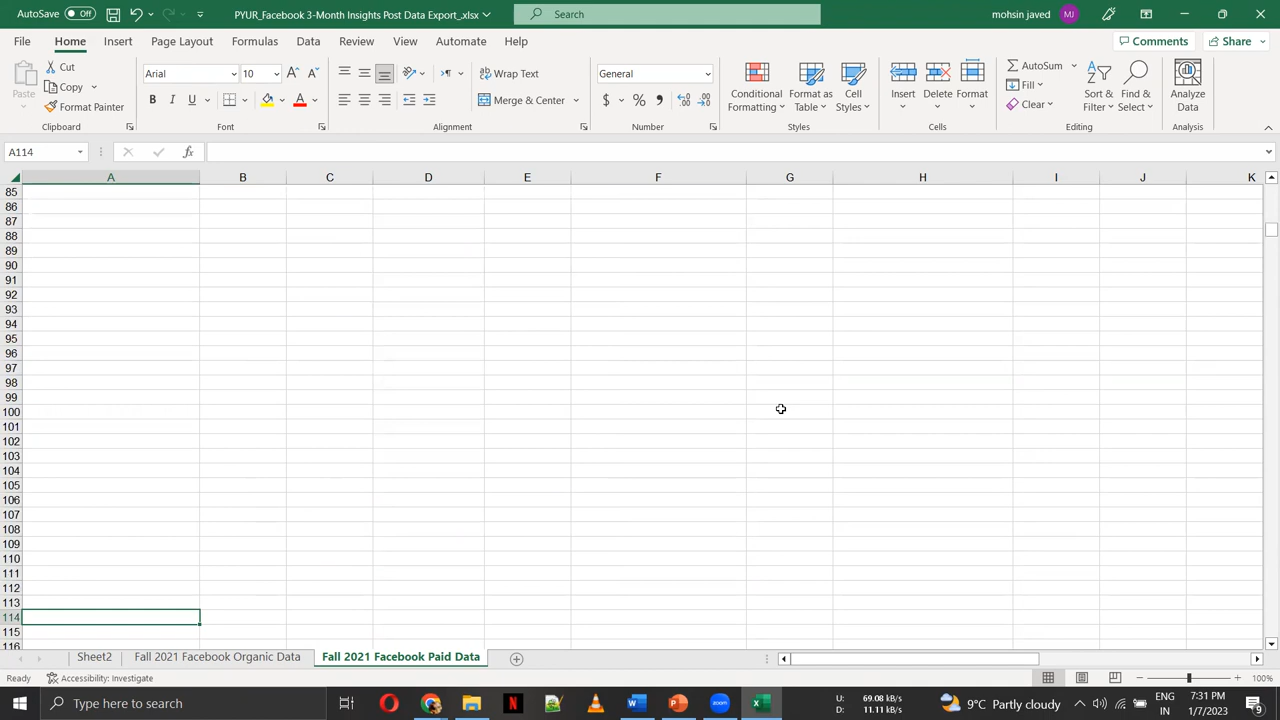 AutoSave Off PYUR_Facebook 3-Month Insights Post Data Export_.xlsx Search mohsin javed MJ
File Home Insert Page Layout Formulas Data Review View Automate Help Comments Share
Paste Cut Copy Format Painter Clipboard
Arial 10 B I U Font
Wrap Text Merge & Center Alignment
General $ % Number
Conditional Formatting Format as Table Cell Styles Styles
Insert Delete Format Cells
AutoSum Fill Clear Sort & Filter Find & Select Editing
Analyze Data Analysis
A114 fx
A B C D E F G H I J K
85
86
87
88
89
90
91
92
93
94
95
96
97
98
99
100
101
102
103
104
105
106
107
108
109
110
111
112
113
114
115
116
Sheet2 Fall 2021 Facebook Organic Data Fall 2021 Facebook Paid Data
Ready Accessibility: Investigate 100%
Type here to search U: 69.08 kB/s D: 11.11 kB/s 9°C Partly cloudy ENG IN 7:31 PM 1/7/2023